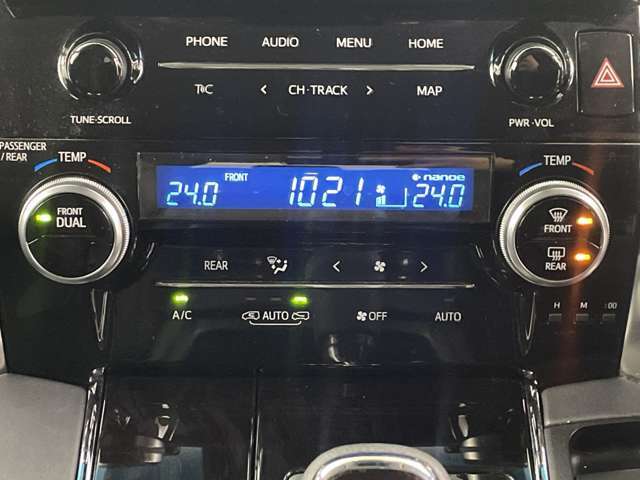 PHONE AUDIO MENU HOME
T/C < CH·TRACK > MAP
TUNE·SCROLL PWR·VOL
PASSENGER
/REAR
TEMP TEMP
FRONT nanoe
24.0 10:21 24.0
FRONT
DUAL
FRONT
REAR
REAR < >
A/C AUTO OFF AUTO
H M :00